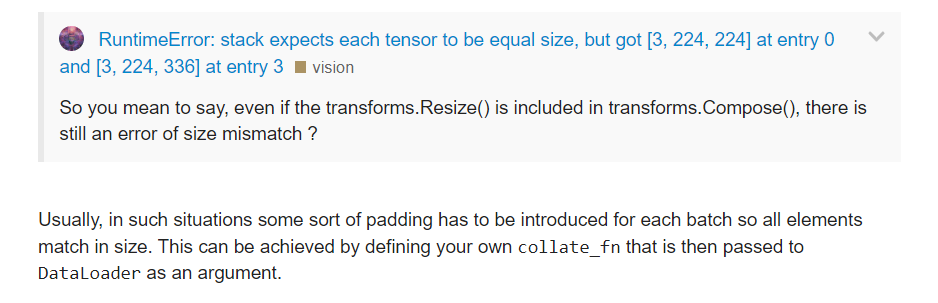 RuntimeError: stack expects each tensor to be equal size, but got [3, 224, 224] at entry 0
and [3, 224, 336] at entry 3 vision
So you mean to say, even if the transforms.Resize() is included in transforms.Compose(), there is
still an error of size mismatch ?
Usually, in such situations some sort of padding has to be introduced for each batch so all elements
match in size. This can be achieved by defining your own collate_fn that is then passed to
DataLoader as an argument.